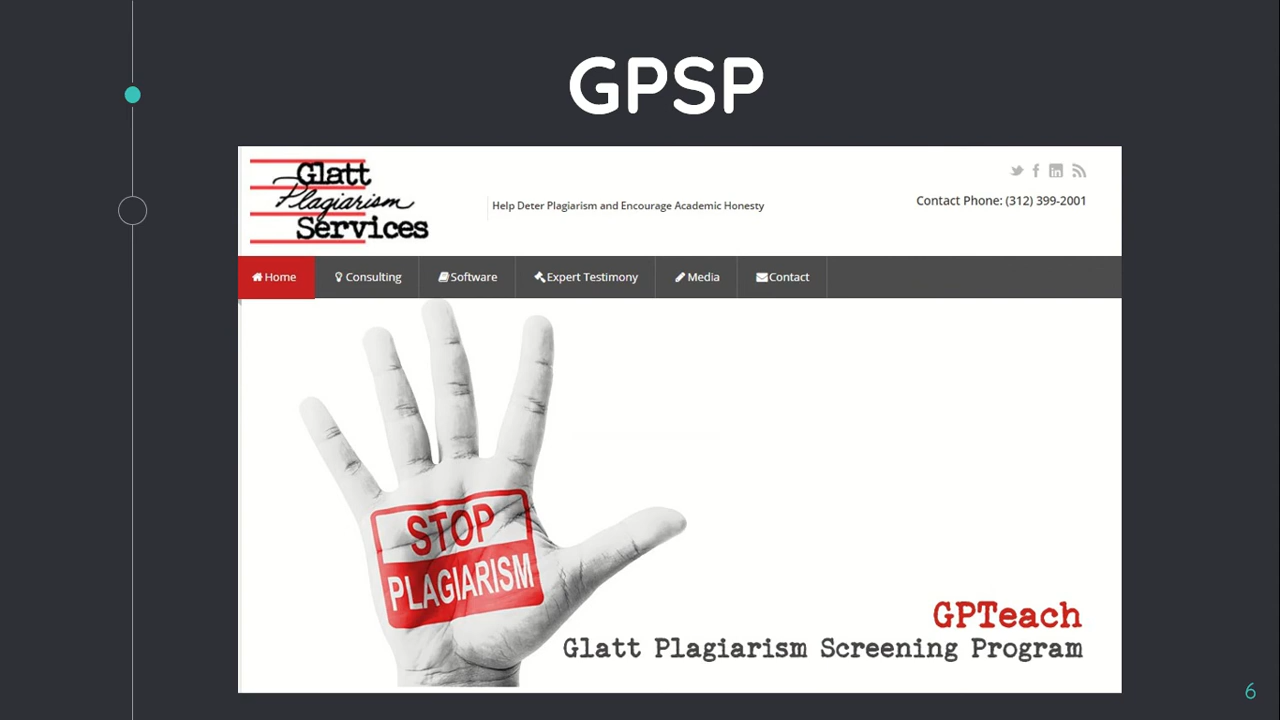 GPSP
Glatt
Plagiarism
Services
Help Deter Plagiarism and Encourage Academic Honesty
Contact Phone: (312) 399-2001
Home Consulting Software Expert Testimony Media Contact
STOP
PLAGIARISM
GPTeach
Glatt Plagiarism Screening Program
6